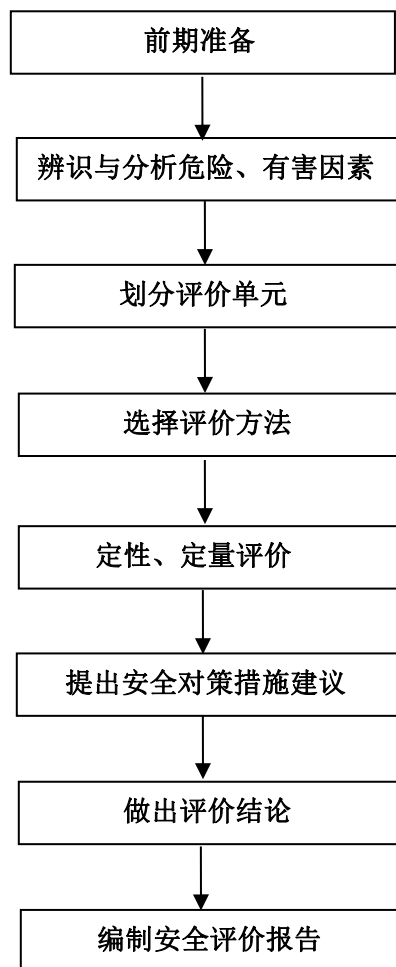 前期准备
辨识与分析危险、有害因素
划分评价单元
选择评价方法
定性、定量评价
提出安全对策措施建议
做出评价结论
编制安全评价报告